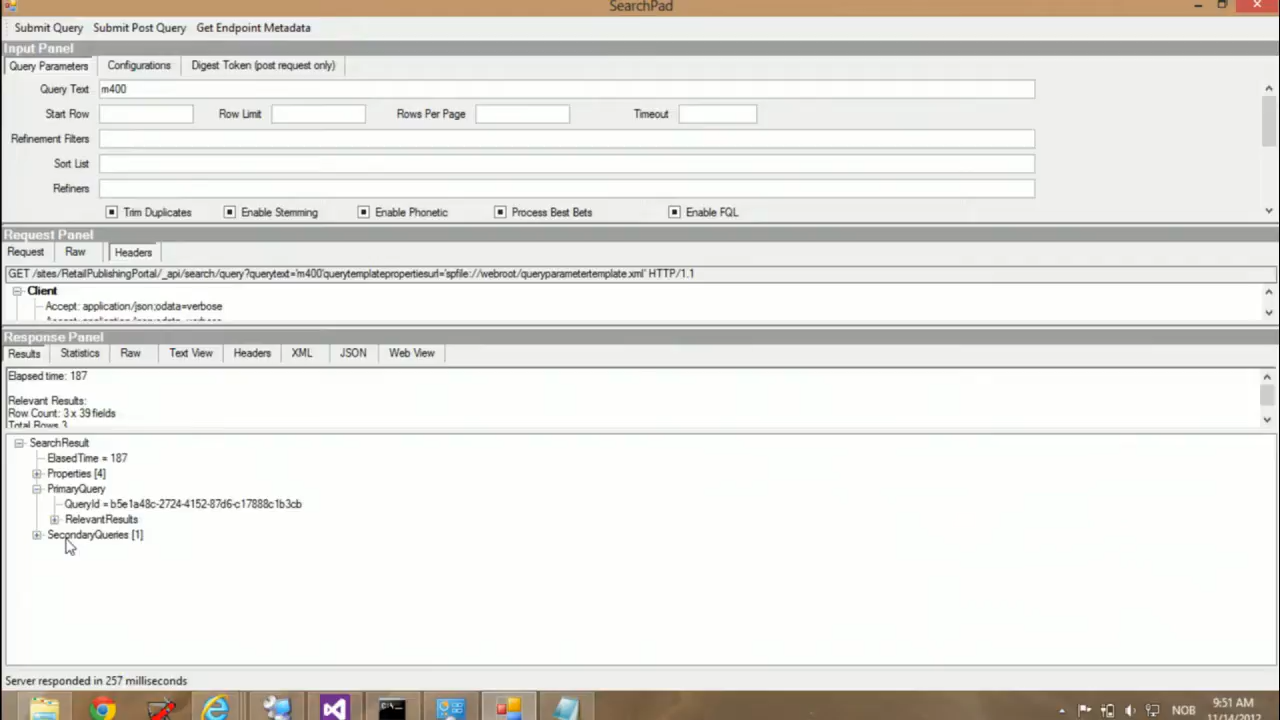 SearchPad
Submit Query Submit Post Query Get Endpoint Metadata
Input Panel
Query Parameters Configurations Digest Token (post request only)
Query Text m400
Start Row Row Limit Rows Per Page Timeout
Refinement Filters
Sort List
Refiners
Trim Duplicates Enable Stemming Enable Phonetic Process Best Bets Enable FQL
Request Panel
Request Raw Headers
GET /sites/RetailPublishingPortal/_api/search/query?querytext='m400'querytemplatepropertiesurl='spfile://webroot/queryparametertemplate.xml' HTTP/1.1
Client
Accept: application/json;odata=verbose
Response Panel
Results Statistics Raw Text View Headers XML JSON Web View
Elapsed time: 187
Relevant Results:
Row Count: 3 x 39 fields
Total Rows 3
SearchResult
ElasedTime = 187
Properties [4]
PrimaryQuery
QueryId = b5e1a48c-2724-4152-87d6-c17888c1b3cb
RelevantResults
SecondaryQueries [1]
Server responded in 257 milliseconds
NOB
9:51 AM